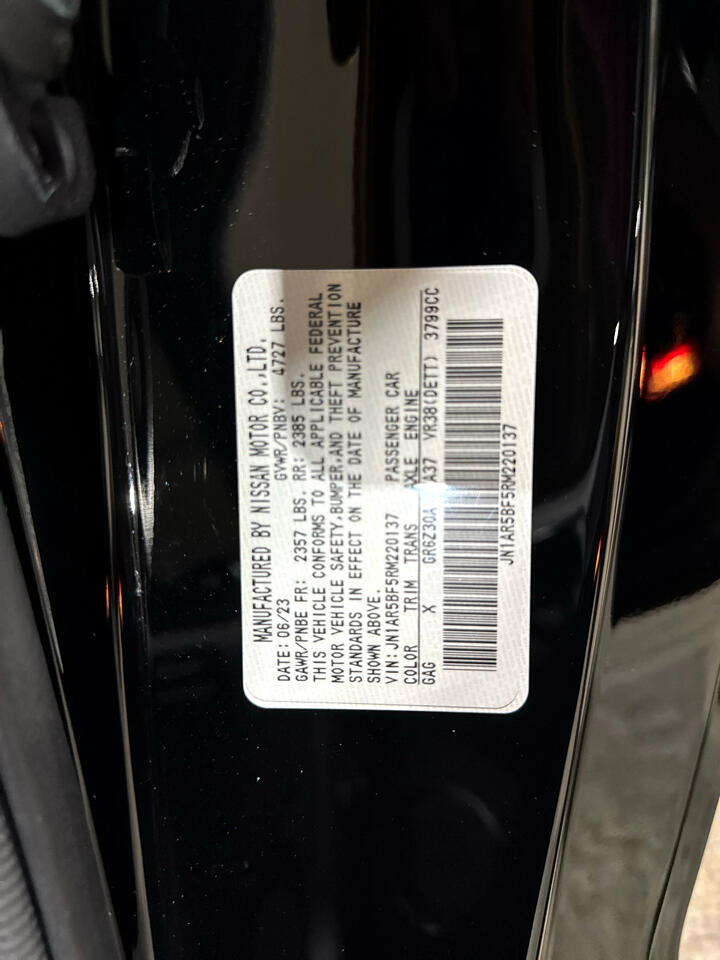 MANUFACTURED BY NISSAN MOTOR CO.,LTD.
DATE: 06/23 GVWR/PNBV: 4727 LBS.
GAWR/PNBE FR: 2357 LBS. RR: 2385 LBS.
THIS VEHICLE CONFORMS TO ALL APPLICABLE FEDERAL
MOTOR VEHICLE SAFETY,BUMPER,AND THEFT PREVENTION
STANDARDS IN EFFECT ON THE DATE OF MANUFACTURE
SHOWN ABOVE.
VIN:JN1AR5BF5RM220137 PASSENGER CAR
COLOR TRIM TRANS AXLE ENGINE
GAG X GR6Z30A A37 VR38(DETT) 3799CC
JN1AR5BF5RM220137